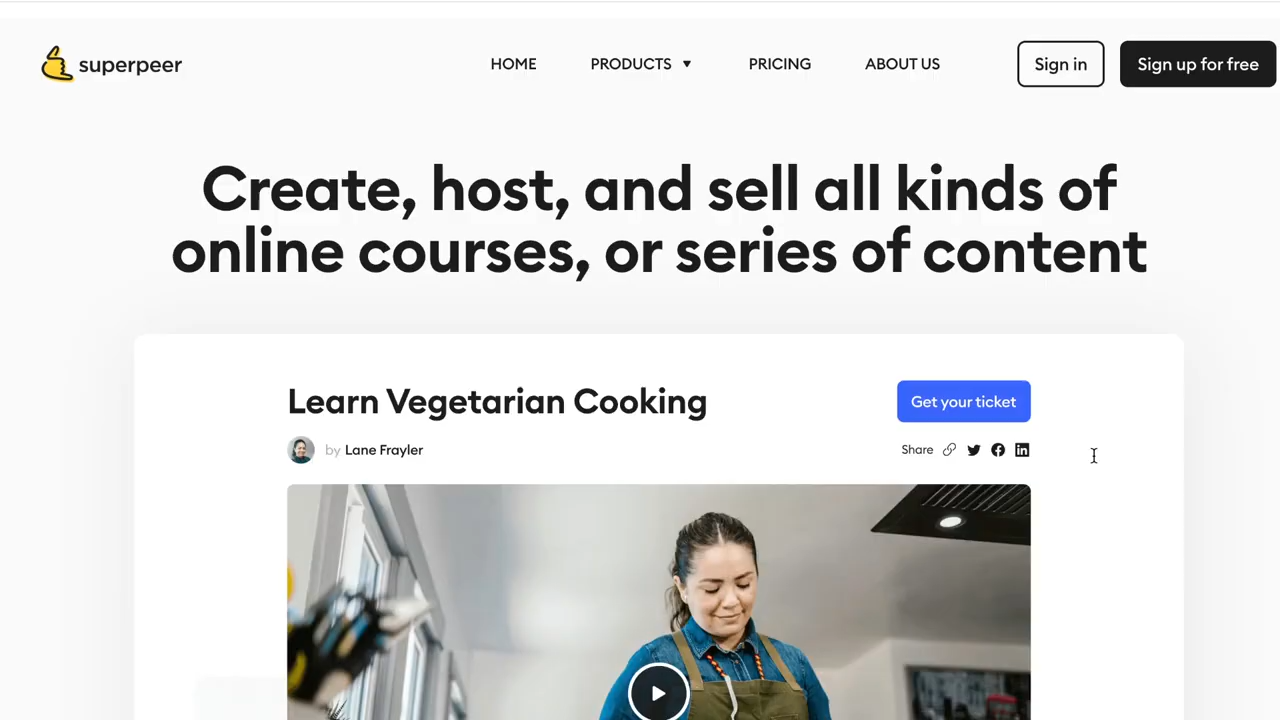 superpeer
HOME
PRODUCTS
PRICING
ABOUT US
Sign in
Sign up for free
Create, host, and sell all kinds of
online courses, or series of content
Learn Vegetarian Cooking
Get your ticket
by Lane Frayler
Share